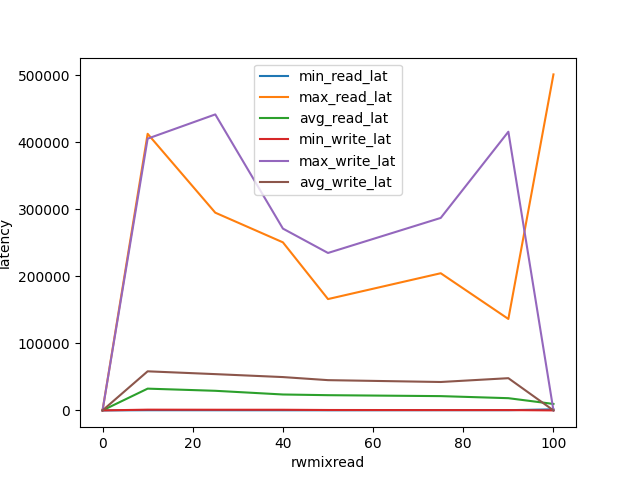 500000
400000
300000
200000
100000
0
latency
min_read_lat
max_read_lat
avg_read_lat
min_write_lat
max_write_lat
avg_write_lat
0 20 40 60 80 100
rwmixread